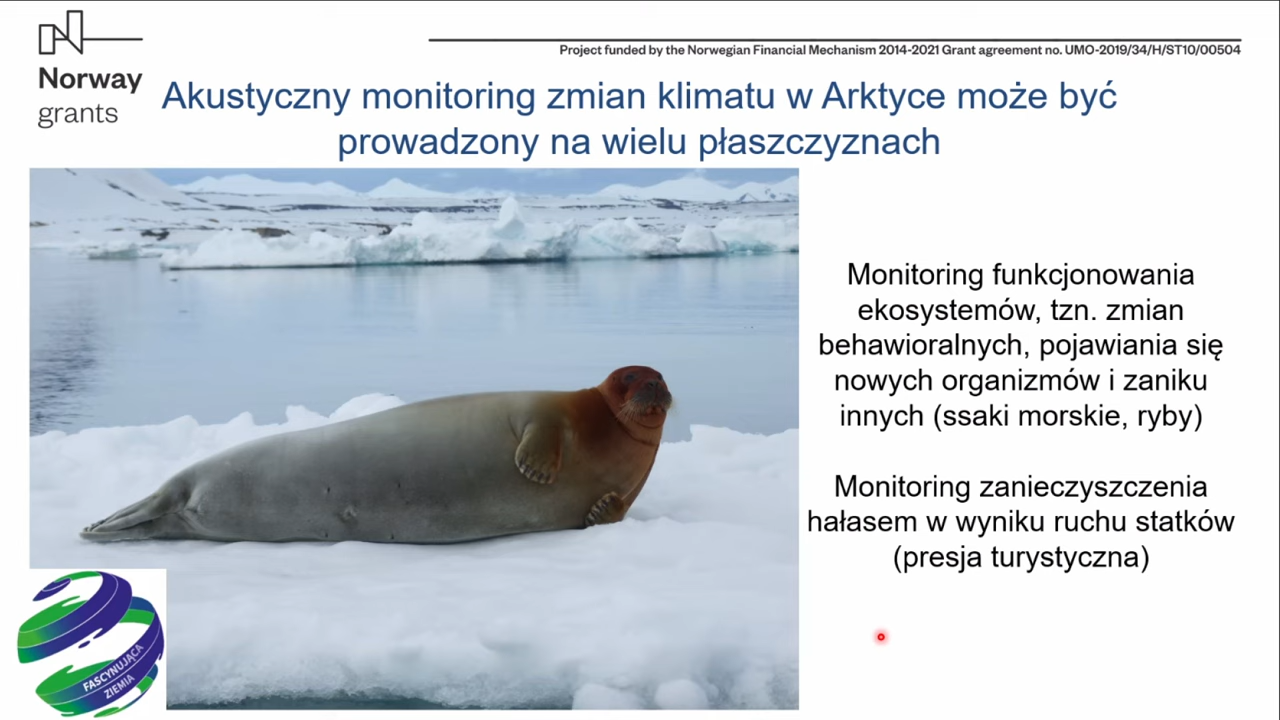 Norway
grants
Project funded by the Norwegian Financial Mechanism 2014-2021 Grant agreement no. UMO-2019/34/H/ST10/00504
Akustyczny monitoring zmian klimatu w Arktyce może być
prowadzony na wielu płaszczyznach
Monitoring funkcjonowania
ekosystemów, tzn. zmian
behawioralnych, pojawiania się
nowych organizmów i zaniku
innych (ssaki morskie, ryby)
Monitoring zanieczyszczenia
hałasem w wyniku ruchu statków
(presja turystyczna)
FASCYNUJĄCA
ZIEMIA